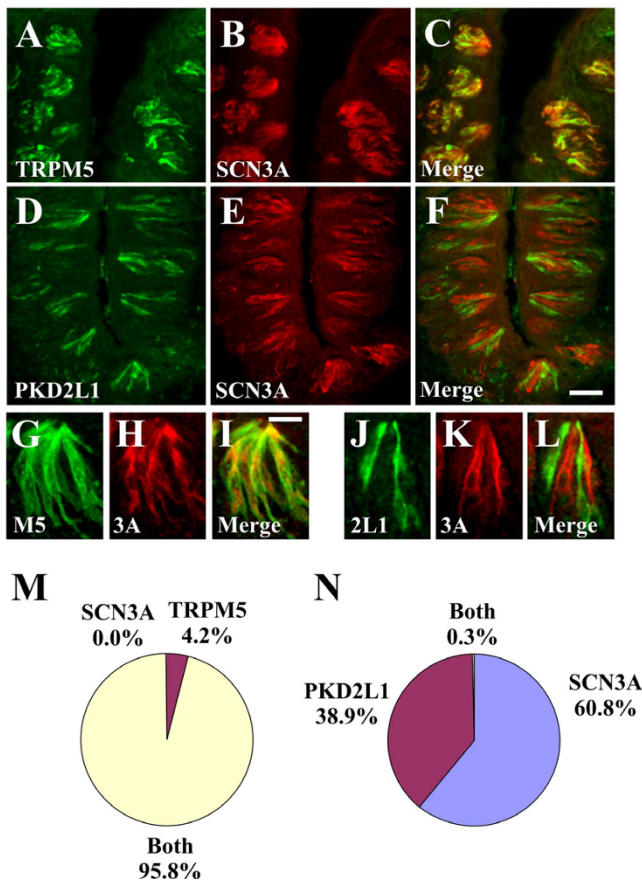 A
B
C
TRPM5
SCN3A
Merge
D
E
F
PKD2L1
SCN3A
Merge
G
H
I
J
K
L
M5
3A
Merge
2L1
3A
Merge
M
SCN3A
0.0%
TRPM5
4.2%
Both
95.8%
N
Both
0.3%
PKD2L1
38.9%
SCN3A
60.8%